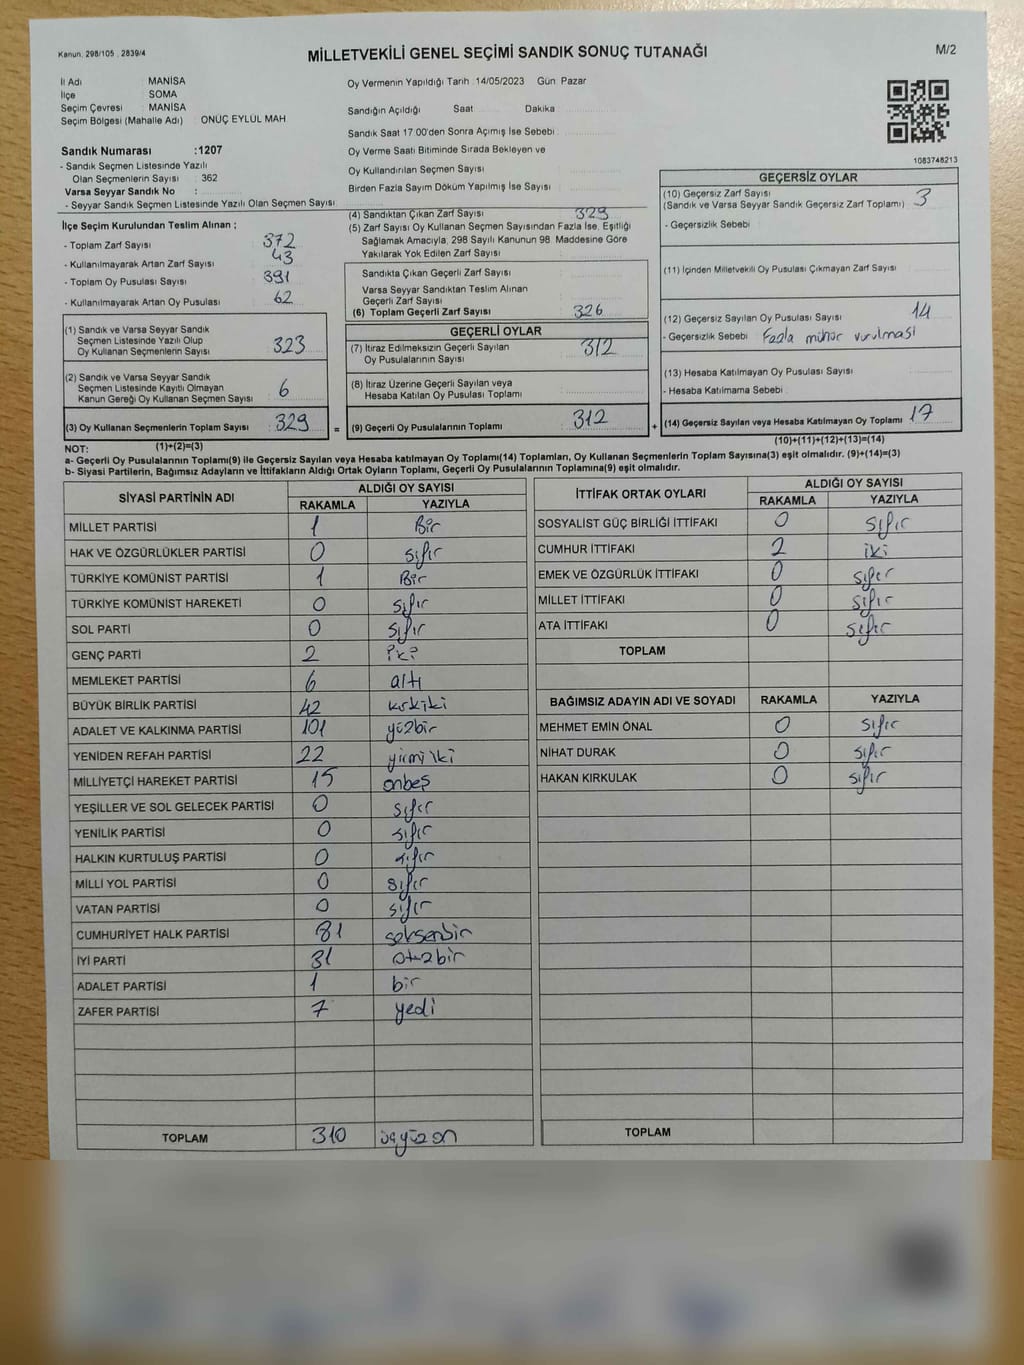 Kanun: 298/105 . 2839/4
MİLLETVEKİLİ GENEL SEÇİMİ SANDIK SONUÇ TUTANAĞI
M/2
İl Adı : MANİSA
İlçe : SOMA
Seçim Çevresi : MANİSA
Seçim Bölgesi (Mahalle Adı) : ONÜÇ EYLÜL MAH
Oy Vermenin Yapıldığı Tarih : 14/05/2023 Gün : Pazar
Sandığın Açıldığı Saat Dakika
Sandık Saat 17:00'den Sonra Açımış İse Sebebi :
Oy Verme Saati Bitiminde Sırada Bekleyen ve
Oy Kullandırılan Seçmen Sayısı
Birden Fazla Sayım Döküm Yapılmış İse Sayısı
1083748213
Sandık Numarası :1207
- Sandık Seçmen Listesinde Yazılı
Olan Seçmenlerin Sayısı : 362
Varsa Seyyar Sandık No :
- Seyyar Sandık Seçmen Listesinde Yazılı Olan Seçmen Sayısı :
İlçe Seçim Kurulundan Teslim Alınan ;
- Toplam Zarf Sayısı : 372
- Kullanılmayarak Artan Zarf Sayısı : 43
- Toplam Oy Pusulası Sayısı : 391
- Kullanılmayarak Artan Oy Pusulası : 62
(1) Sandık ve Varsa Seyyar Sandık
Seçmen Listesinde Yazılı Olup
Oy Kullanan Seçmenlerin Sayısı : 323
(2) Sandık ve Varsa Seyyar Sandık
Seçmen Listesinde Kayıtlı Olmayan
Kanun Gereği Oy Kullanan Seçmen Sayısı : 6
(3) Oy Kullanan Seçmenlerin Toplam Sayısı : 329
=
(4) Sandıktan Çıkan Zarf Sayısı : 329
(5) Zarf Sayısı Oy Kullanan Seçmen Sayısından Fazla İse, Eşitliği
Sağlamak Amacıyla, 298 Sayılı Kanunun 98. Maddesine Göre
Yakılarak Yok Edilen Zarf Sayısı :
Sandıkta Çıkan Geçerli Zarf Sayısı :
Varsa Seyyar Sandıktan Teslim Alınan
Geçerli Zarf Sayısı :
(6) Toplam Geçerli Zarf Sayısı : 326
GEÇERLİ OYLAR
(7) İtiraz Edilmeksizin Geçerli Sayılan
Oy Pusulalarının Sayısı : 312
(8) İtiraz Üzerine Geçerli Sayılan veya
Hesaba Katılan Oy Pusulası Toplamı :
(9) Geçerli Oy Pusulalarının Toplamı : 312
+
GEÇERSİZ OYLAR
(10) Geçersiz Zarf Sayısı : 3
(Sandık ve Varsa Seyyar Sandık Geçersiz Zarf Toplamı)
- Geçersizlik Sebebi :
(11) İçinden Milletvekili Oy Pusulası Çıkmayan Zarf Sayısı :
(12) Geçersiz Sayılan Oy Pusulası Sayısı : 14
- Geçersizlik Sebebi : Fazla mühür vurulması
(13) Hesaba Katılmayan Oy Pusulası Sayısı :
- Hesaba Katılmama Sebebi :
(14) Geçersiz Sayılan veya Hesaba Katılmayan Oy Toplamı : 17
NOT: (1)+(2)=(3)
(10)+(11)+(12)+(13)=(14)
a- Geçerli Oy Pusulalarının Toplamı(9) ile Geçersiz Sayılan veya Hesaba katılmayan Oy Toplamı(14) Toplamları, Oy Kullanan Seçmenlerin Toplam Sayısına(3) eşit olmalıdır. (9)+(14)=(3)
b- Siyasi Partilerin, Bağımsız Adayların ve İttifakların Aldığı Ortak Oyların Toplamı, Geçerli Oy Pusulalarının Toplamına(9) eşit olmalıdır.
SİYASİ PARTİNİN ADI ALDIĞI OY SAYISI
RAKAMLA YAZIYLA
MİLLET PARTİSİ 1 Bir
HAK VE ÖZGÜRLÜKLER PARTİSİ 0 sıfır
TÜRKİYE KOMÜNİST PARTİSİ 1 Bir
TÜRKİYE KOMÜNİST HAREKETİ 0 sıfır
SOL PARTİ 0 sıfır
GENÇ PARTİ 2 iki
MEMLEKET PARTİSİ 6 altı
BÜYÜK BİRLİK PARTİSİ 42 kırkiki
ADALET VE KALKINMA PARTİSİ 101 yüzbir
YENİDEN REFAH PARTİSİ 22 yirmiiki
MİLLİYETÇİ HAREKET PARTİSİ 15 onbeş
YEŞİLLER VE SOL GELECEK PARTİSİ 0 sıfır
YENİLİK PARTİSİ 0 sıfır
HALKIN KURTULUŞ PARTİSİ 0 sıfır
MİLLİ YOL PARTİSİ 0 sıfır
VATAN PARTİSİ 0 sıfır
CUMHURİYET HALK PARTİSİ 81 seksenbir
İYİ PARTİ 31 otuzbir
ADALET PARTİSİ 1 bir
ZAFER PARTİSİ 7 yedi
TOPLAM 310 üçyüzon
İTTİFAK ORTAK OYLARI ALDIĞI OY SAYISI
RAKAMLA YAZIYLA
SOSYALİST GÜÇ BİRLİĞİ İTTİFAKI 0 sıfır
CUMHUR İTTİFAKI 2 iki
EMEK VE ÖZGÜRLÜK İTTİFAKI 0 sıfır
MİLLET İTTİFAKI 0 sıfır
ATA İTTİFAKI 0 sıfır
TOPLAM
BAĞIMSIZ ADAYIN ADI VE SOYADI RAKAMLA YAZIYLA
MEHMET EMİN ÖNAL 0 sıfır
NİHAT DURAK 0 sıfır
HAKAN KIRKULAK 0 sıfır
TOPLAM